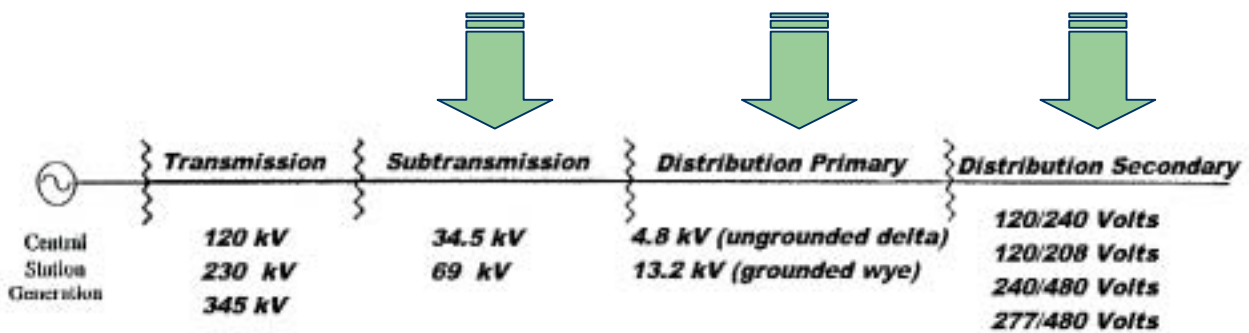 Transmission
Subtransmission
Distribution Primary
Distribution Secondary
Central
Station
Generation
120 kV
230 kV
345 kV
34.5 kV
69 kV
4.8 kV (ungrounded delta)
13.2 kV (grounded wye)
120/240 Volts
120/208 Volts
240/480 Volts
277/480 Volts